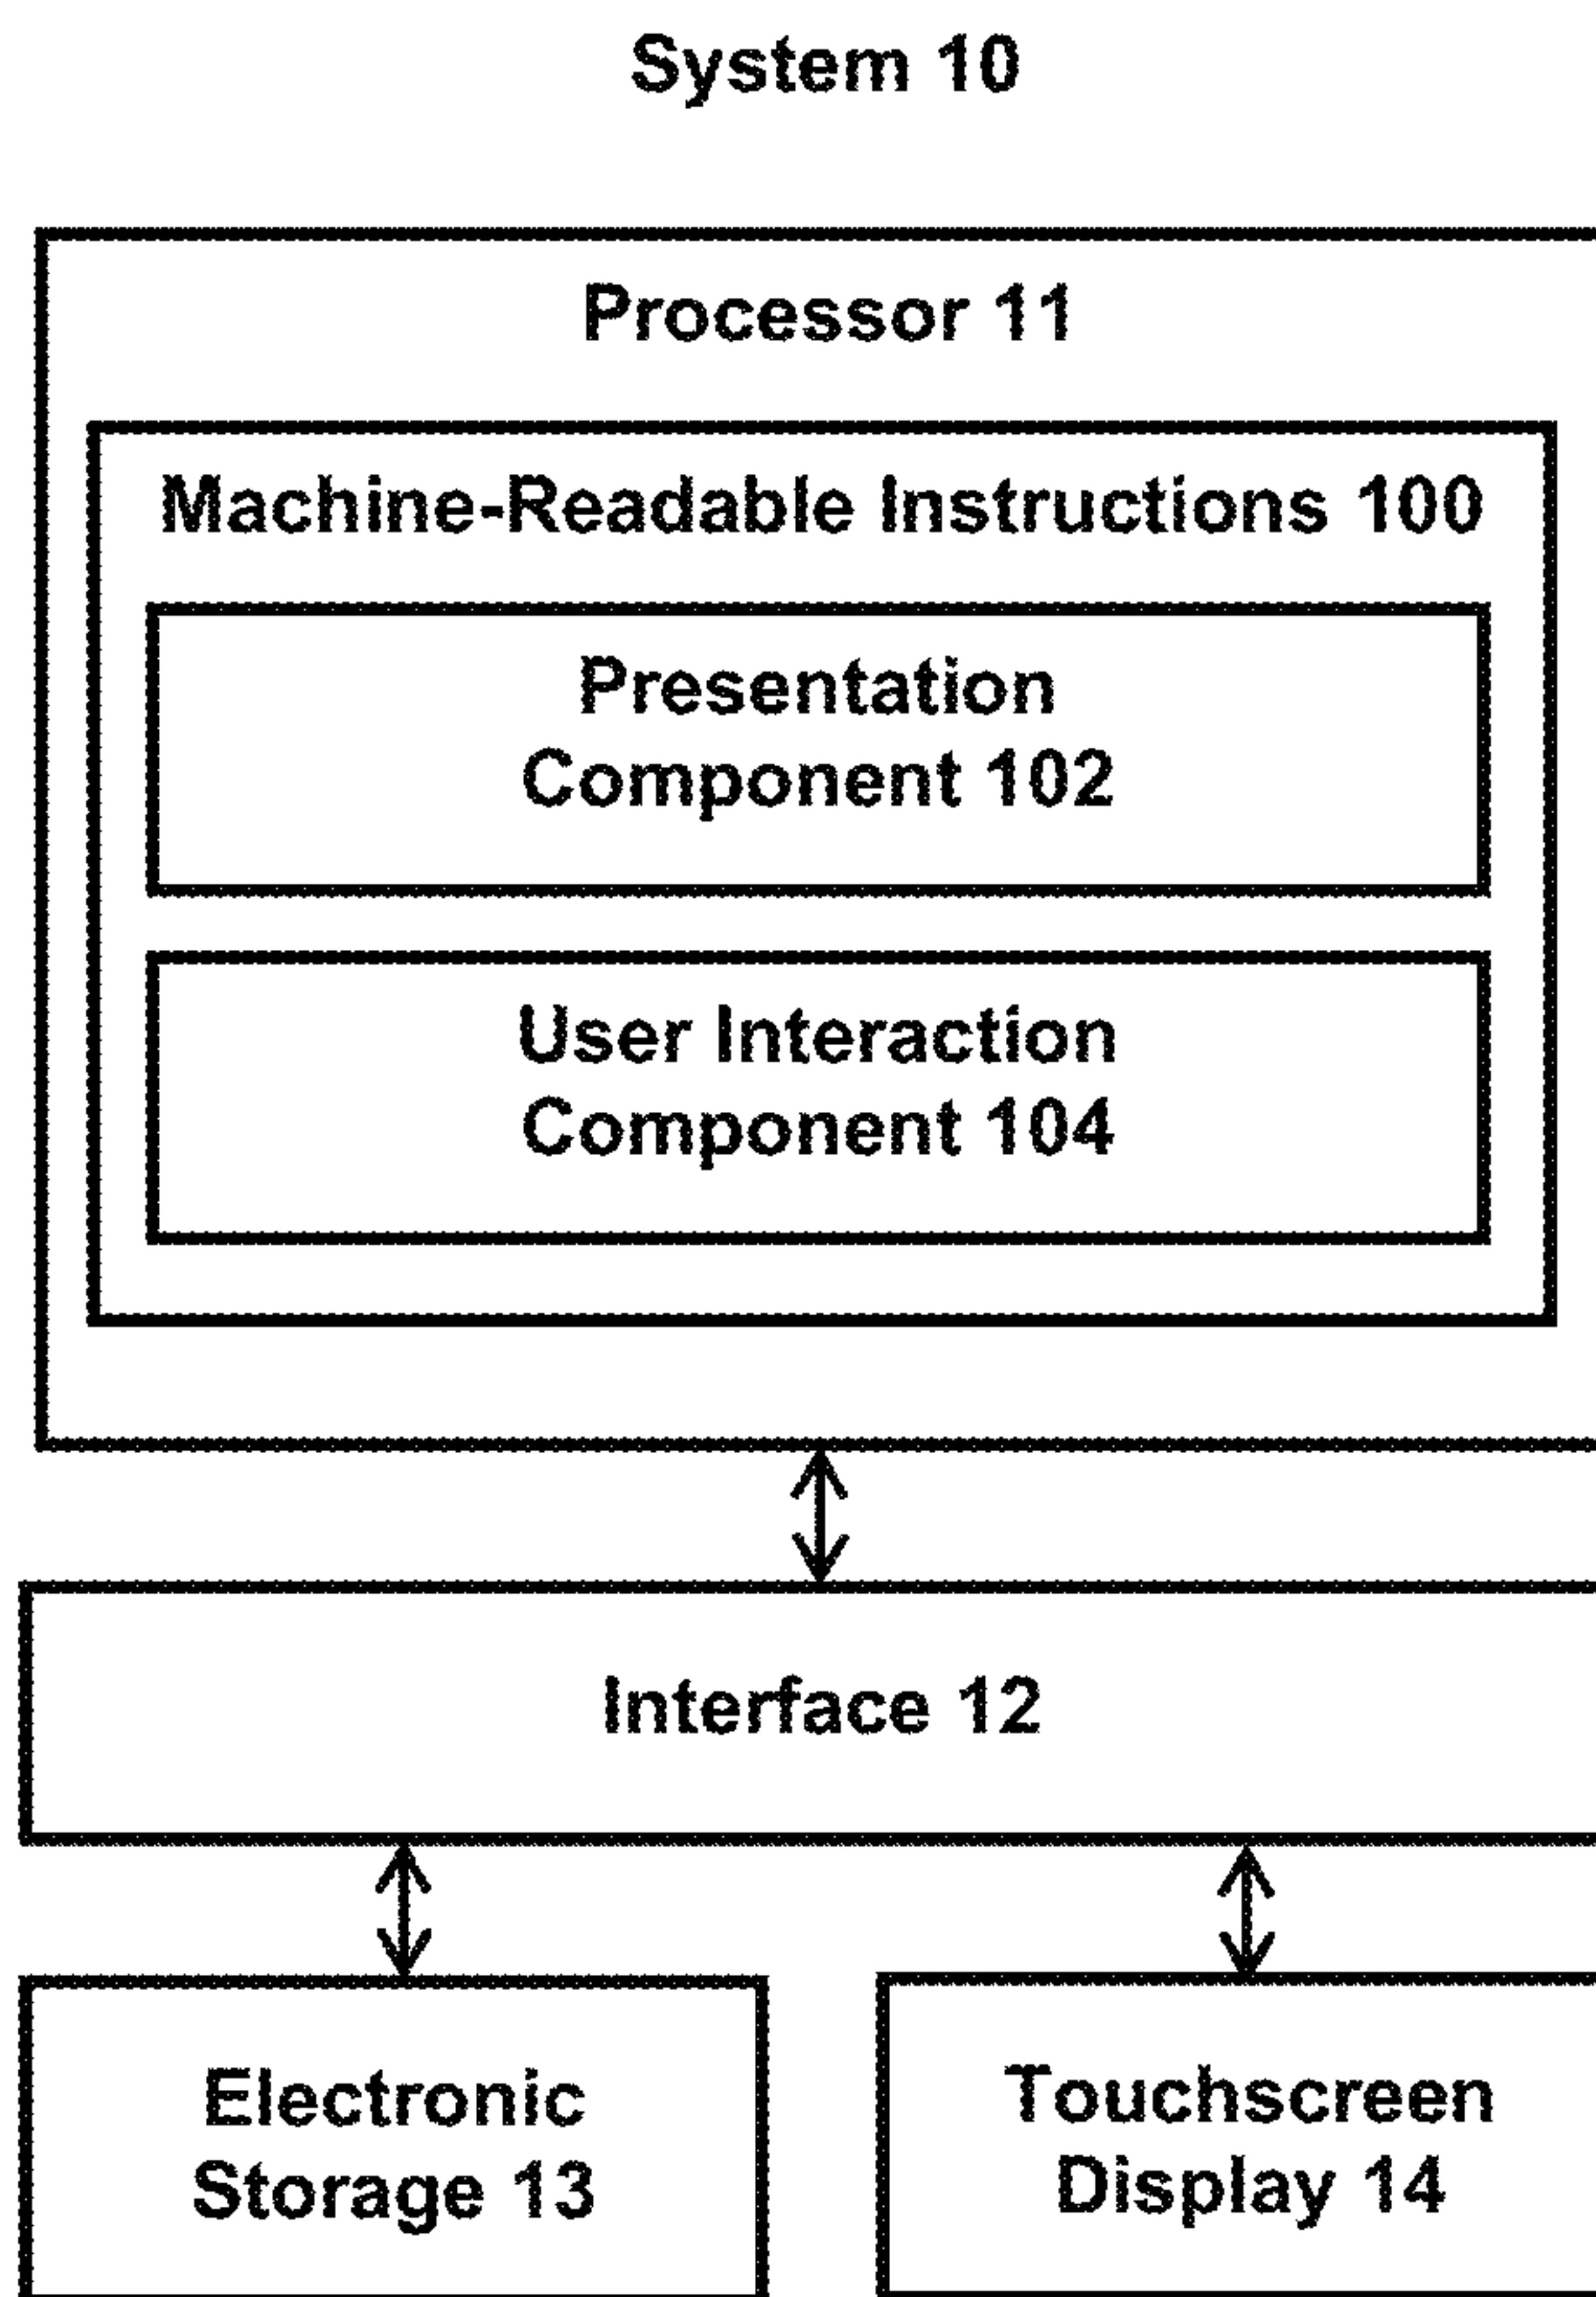 System 10
Processor 11
Machine-Readable Instructions 100
Presentation
Component 102
User Interaction
Component 104
Interface 12
Electronic
Storage 13
Touchscreen
Display 14